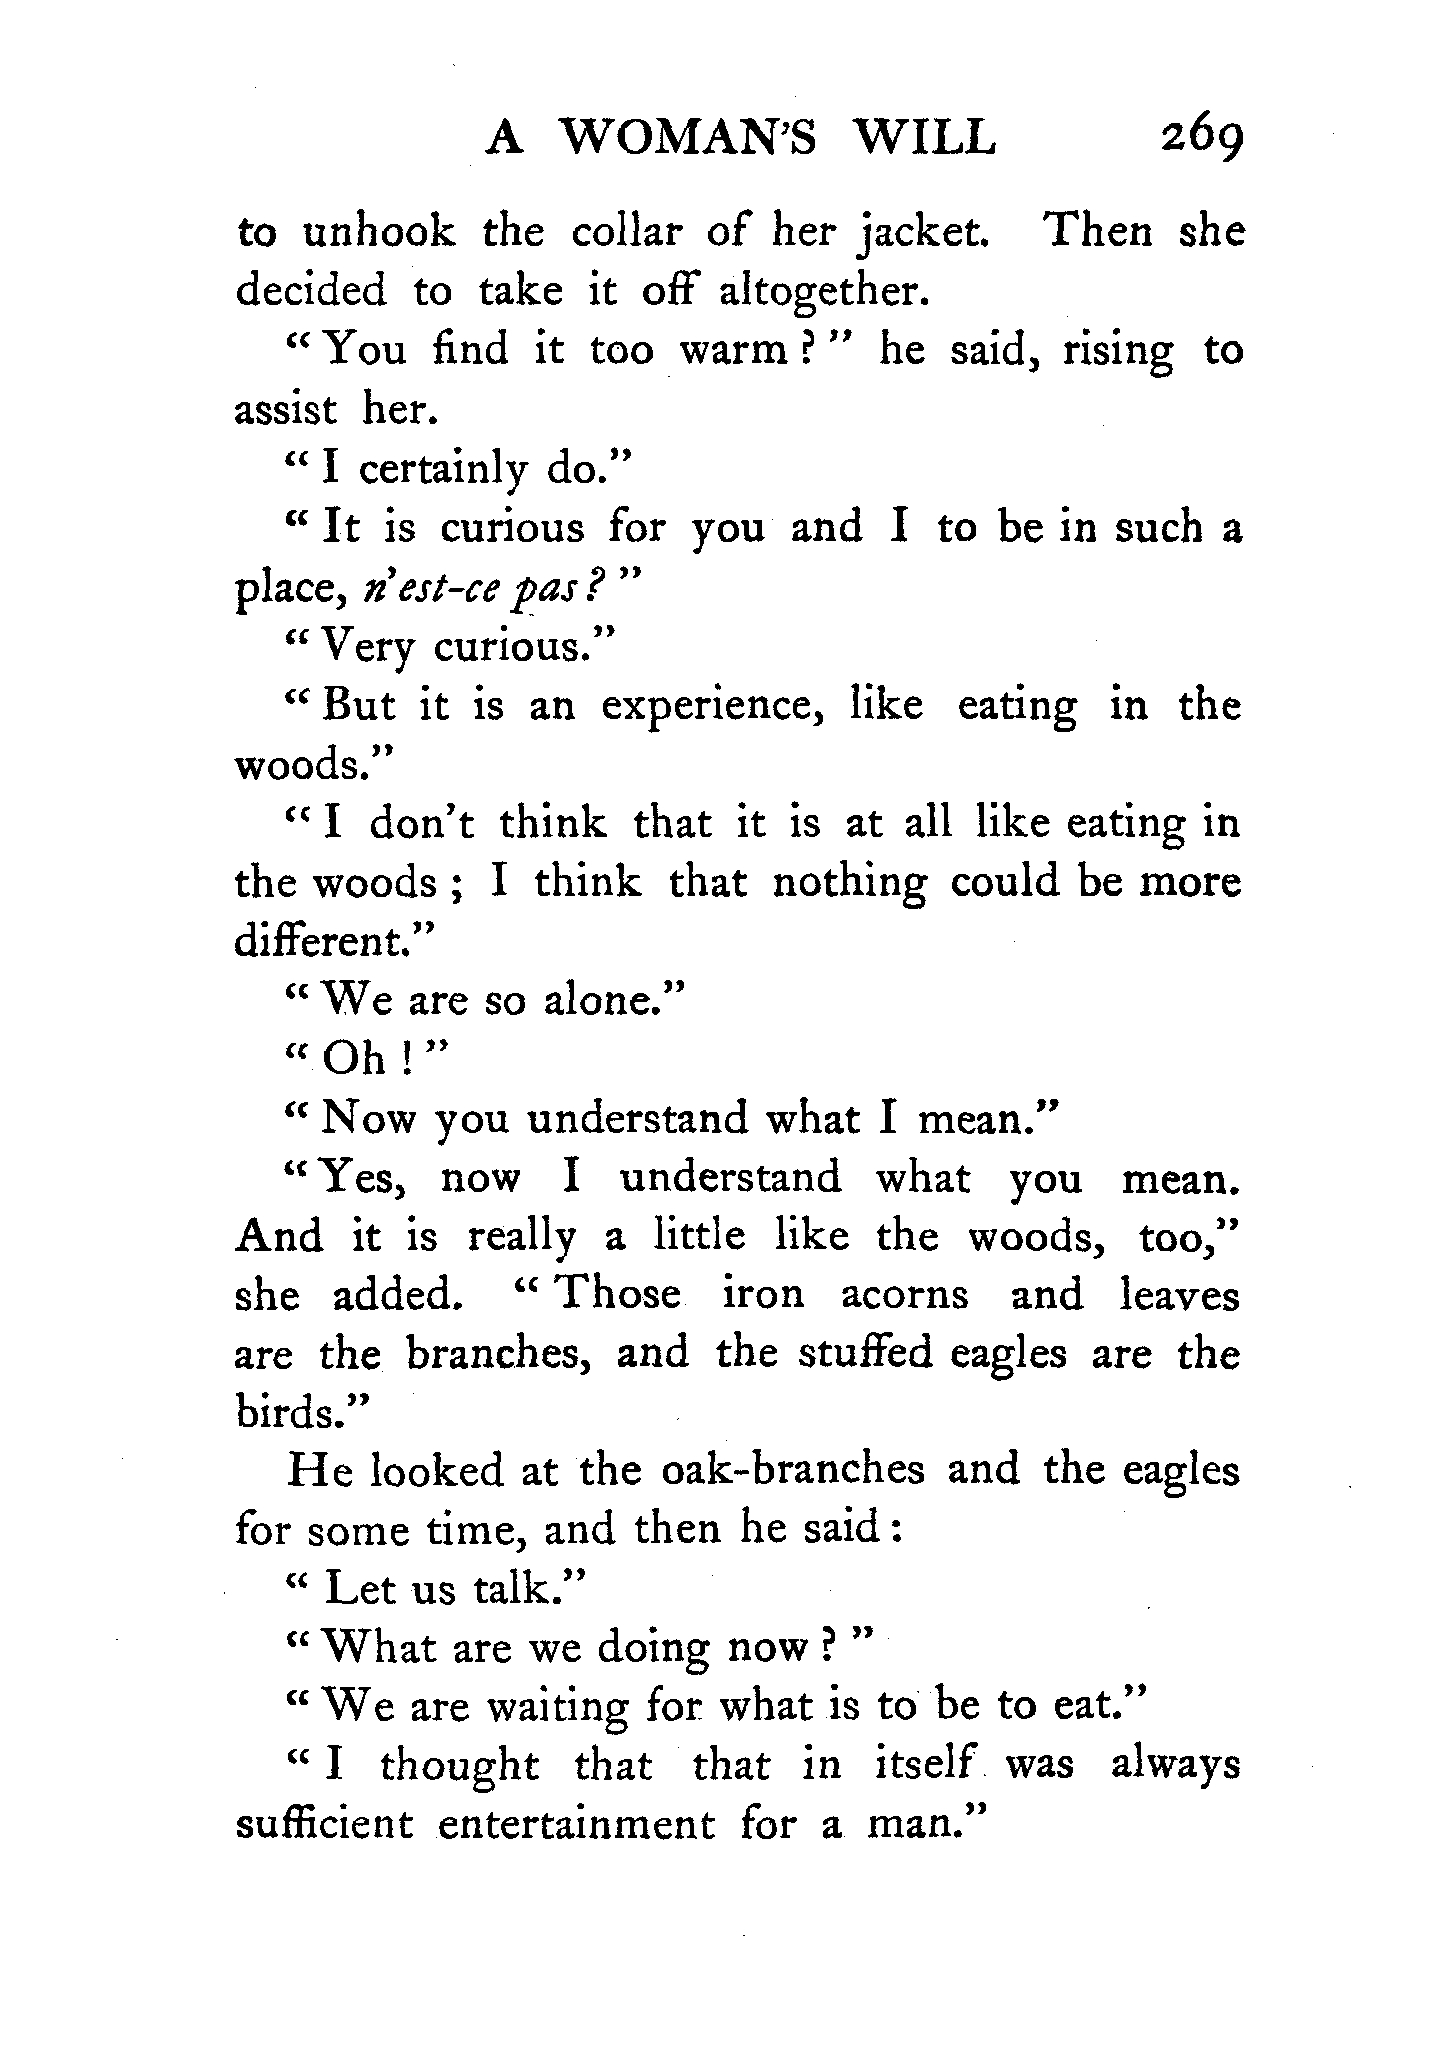 A WOMAN'S WILL 269
to unhook the collar of her jacket. Then she
decided to take it off altogether.
“ You find it too warm ? ” he said, rising to
assist her.
“ I certainly do.”
“ It is curious for you and I to be in such a
place, n'est-ce pas ? ”
“ Very curious.”
“ But it is an experience, like eating in the
woods.”
“ I don't think that it is at all like eating in
the woods ; I think that nothing could be more
different.”
“ We are so alone.”
“ Oh ! ”
“ Now you understand what I mean.”
“ Yes, now I understand what you mean.
And it is really a little like the woods, too,”
she added. “ Those iron acorns and leaves
are the branches, and the stuffed eagles are the
birds.”
He looked at the oak-branches and the eagles
for some time, and then he said :
“ Let us talk.”
“ What are we doing now ? ”
“ We are waiting for what is to be to eat.”
“ I thought that that in itself was always
sufficient entertainment for a man.”